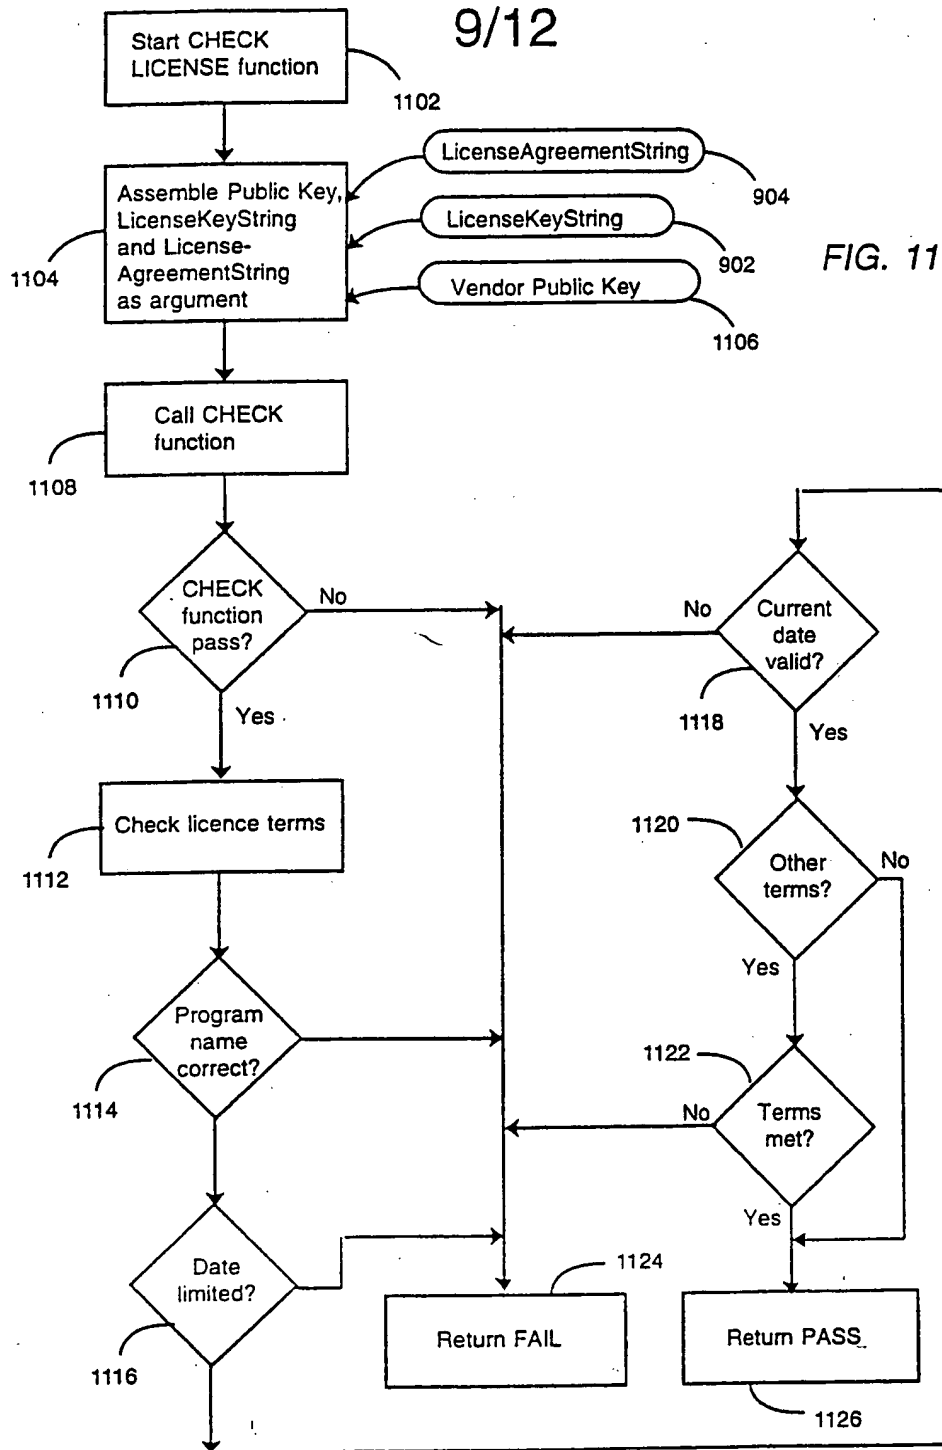 9/12
Start CHECK
LICENSE function
1102
LicenseAgreementString
904
Assemble Public Key,
LicenseKeyString
and License-
AgreementString
as argument
1104
LicenseKeyString
902
FIG. 11
Vendor Public Key
1106
Call CHECK
function
1108
CHECK
function
pass?
No
1110
Yes
No
Current
date
valid?
1118
Yes
Check licence terms
1112
1120
Other
terms?
No
Yes
Program
name
correct?
1114
1122
No
Terms
met?
Yes
Date
limited?
1116
1124
Return FAIL
Return PASS
1126